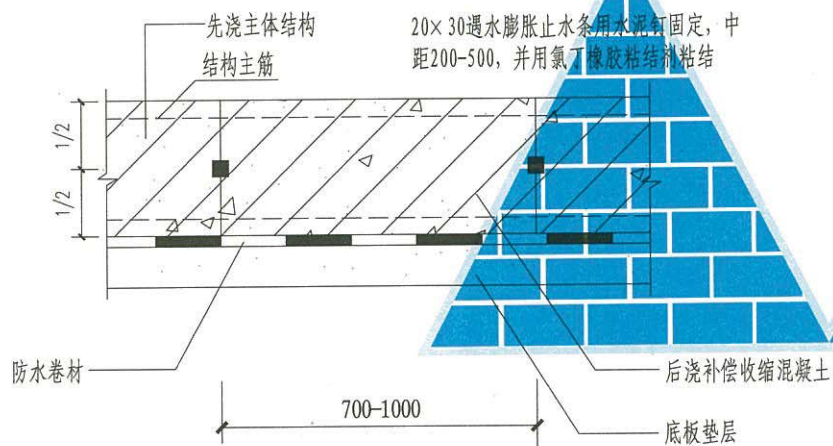 先浇主体结构
结构主筋
20×30遇水膨胀止水条用水泥钉固定，中
距200-500，并用氯丁橡胶粘结剂粘结
1/2
1/2
防水卷材
700-1000
后浇补偿收缩混凝土
底板垫层